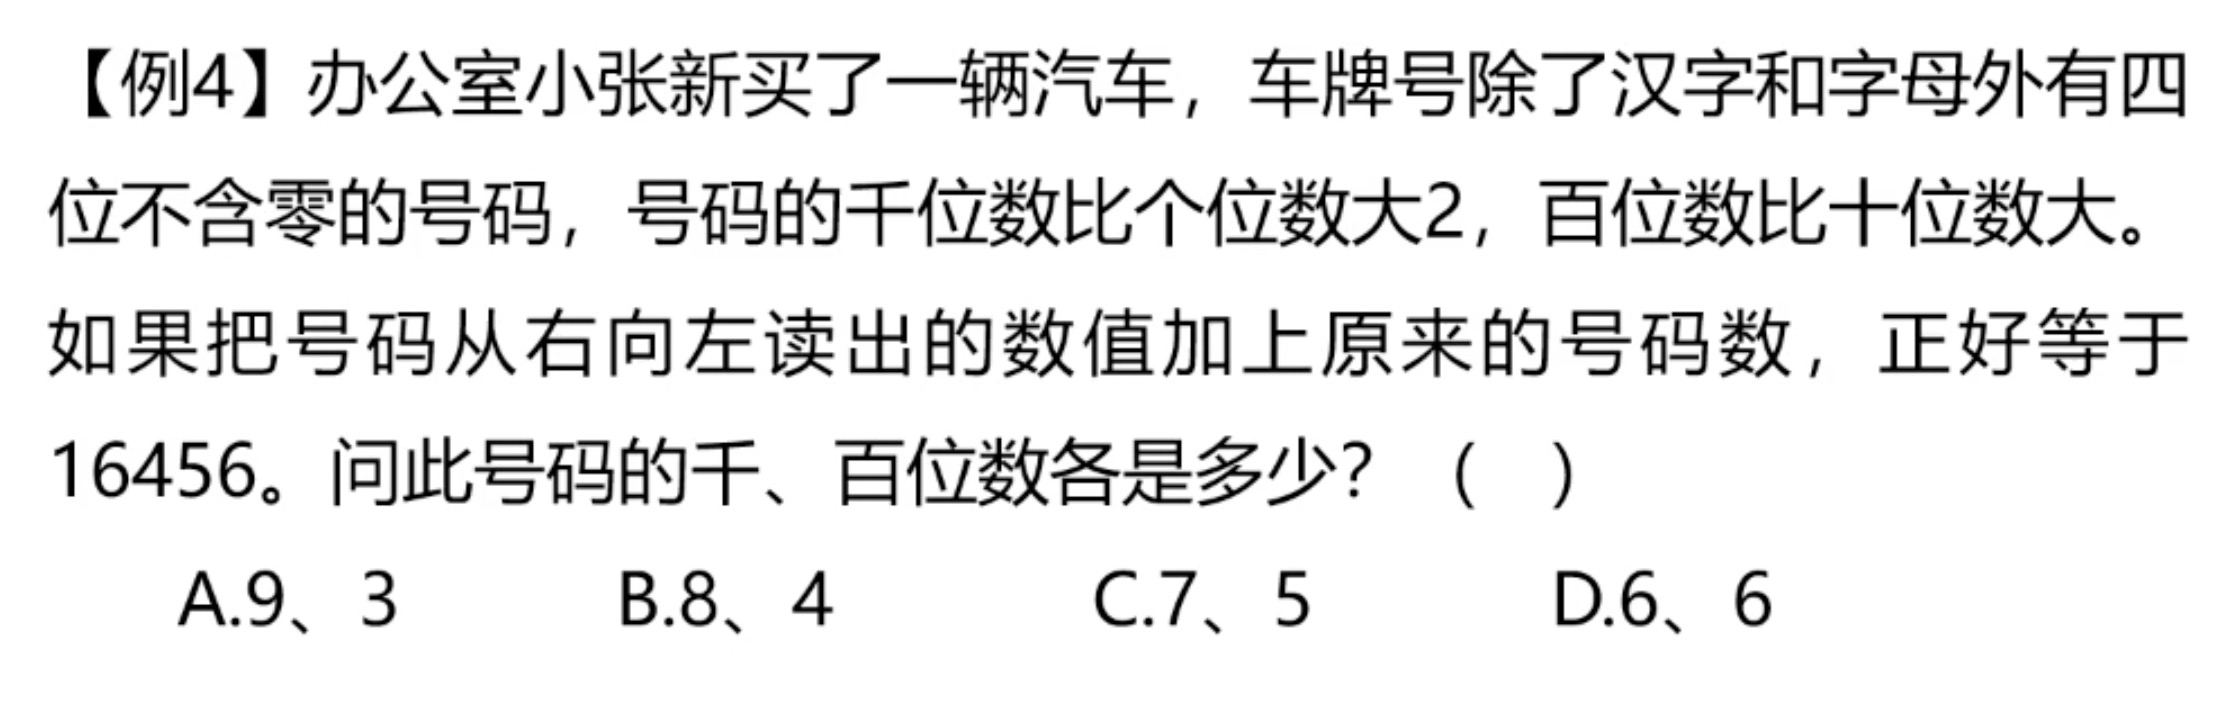 【例4】办公室小张新买了一辆汽车，车牌号除了汉字和字母外有四
位不含零的号码，号码的千位数比个位数大2，百位数比十位数大。
如果把号码从右向左读出的数值加上原来的号码数，正好等于
16456。问此号码的千、百位数各是多少？（ ）
A.9、3 B.8、4 C.7、5 D.6、6